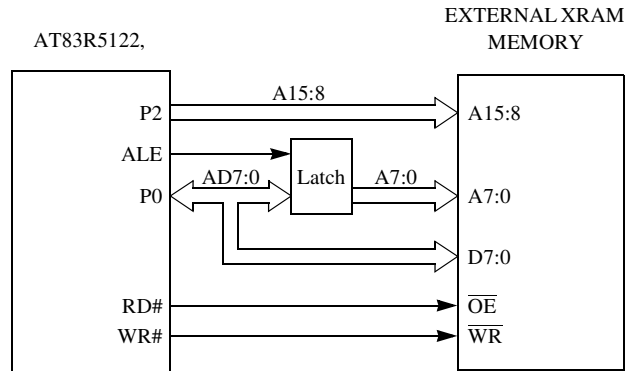 EXTERNAL XRAM
MEMORY
AT83R5122,
A15:8
P2
A15:8
ALE
AD7:0
Latch
A7:0
P0
A7:0
D7:0
RD#
OE
WR#
WR